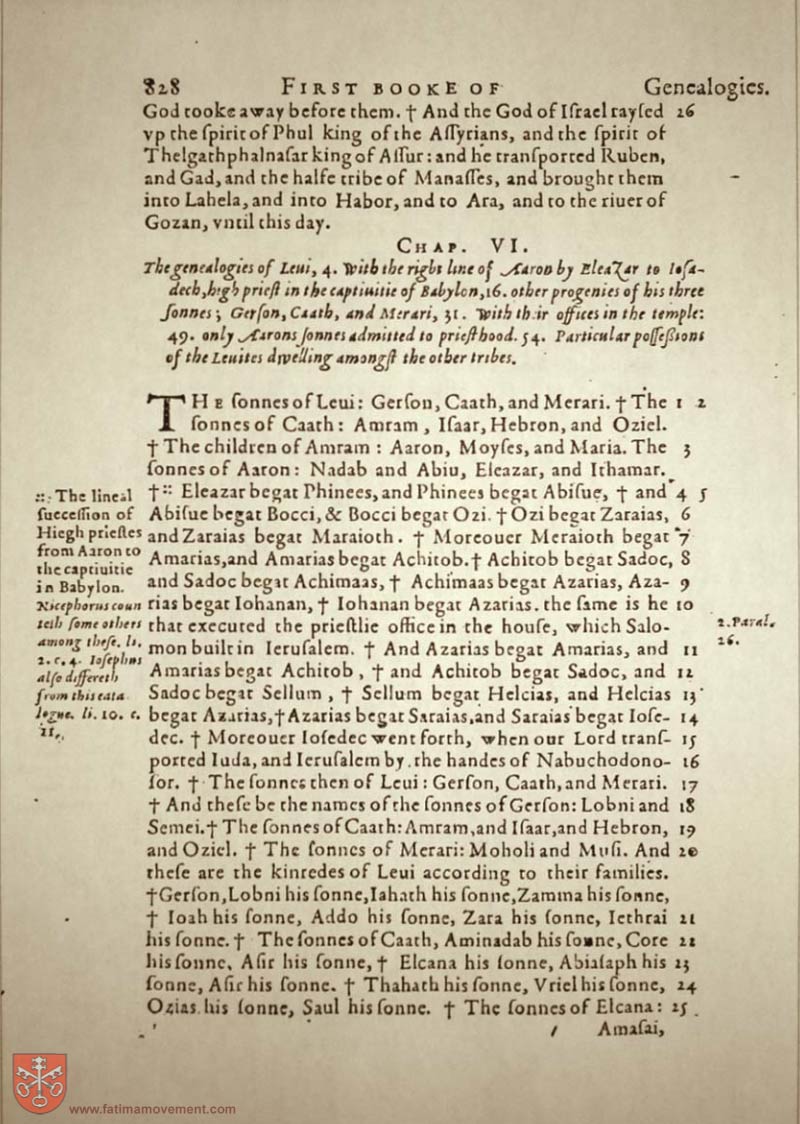 828 FIRST BOOKE OF Genealogies.
God tooke away before them. † And the God of Iſrael rayſed 26
vp the ſpirit of Phul king of the Aſſyrians, and the ſpirit of
Thelgathphalnaſar king of Aſſur: and he tranſported Ruben,
and Gad, and the halfe tribe of Manaſſes, and brought them
into Lahela, and into Habor, and to Ara, and to the riuer of
Gozan, vntil this day.
CHAP. VI.
The genealogies of Leui, 4. With the right line of Aaron by Eleazar to Ioſa-
dech, high prieſt in the captiuitie of Babylon, 16. other progenies of his three
ſonnes; Gerſon, Caath, and Merari, 31. With their offices in the temple:
49. only Aarons ſonnes admitted to prieſthood. 54. Particular poſſeßions
of the Leuites dwelling amongſt the other tribes.
THE ſonnes of Leui: Gerſon, Caath, and Merari. † The 1 2
ſonnes of Caath: Amram, Iſaar, Hebron, and Oziel.
† The children of Amram: Aaron, Moyſes, and Maria. The 3
ſonnes of Aaron: Nadab and Abiu, Eleazar, and Ithamar.
† :: Eleazar begat Phinees, and Phinees begat Abiſue, † and 4 5
Abiſue begat Bocci, & Bocci begat Ozi. † Ozi begat Zaraias, 6
and Zaraias begat Maraioth. † Moreouer Meraioth begat 7
Amarias, and Amarias begat Achitob. † Achitob begat Sadoc, 8
and Sadoc begat Achimaas, † Achimaas begat Azarias, Aza- 9
rias begat Iohanan, † Iohanan begat Azarias. the ſame is he 10
that executed the prieſtlie office in the houſe, which Salo-
mon built in Ieruſalem. † And Azarias begat Amarias, and 11
Amarias begat Achitob, † and Achitob begat Sadoc, and 12
Sadoc begat Sellum, † Sellum begat Helcias, and Helcias 13
begat Azarias, † Azarias begat Saraias, and Saraias begat Ioſe- 14
dec. † Moreouer Ioſedec went forth, when our Lord tranſ- 15
ported Iuda, and Ieruſalem by the handes of Nabuchodono- 16
ſor. † The ſonnes then of Leui: Gerſon, Caath, and Merari. 17
† And theſe be the names of the ſonnes of Gerſon: Lobni and 18
Semei. † The ſonnes of Caath: Amram, and Iſaar, and Hebron, 19
and Oziel. † The ſonnes of Merari: Moholi and Muſi. And 20
theſe are the kinredes of Leui according to their families.
† Gerſon, Lobni his ſonne, Iahath his ſonne, Zamma his ſonne,
† Ioah his ſonne, Addo his ſonne, Zara his ſonne, Iethrai 21
his ſonne. † The ſonnes of Caath, Aminadab his ſonne, Core 22
his ſonne, Aſir his ſonne, † Elcana his ſonne, Abiaſaph his 23
ſonne, Aſir his ſonne. † Thahath his ſonne, Vriel his ſonne, 24
Ozias his ſonne, Saul his ſonne. † The ſonnes of Elcana: 25
Amaſai,
:: The lineal
ſucceſſion of
Hiegh prieſtes
from Aaron to
the captiuitie
in Babylon.
Nicephorus coun
teth ſome others
among theſe. li.
2. c. 4. Ioſephus
alſo differeth
from this cata
logue. li. 10. c.
11.
2. Paral.
26.
www.fatimamovement.com